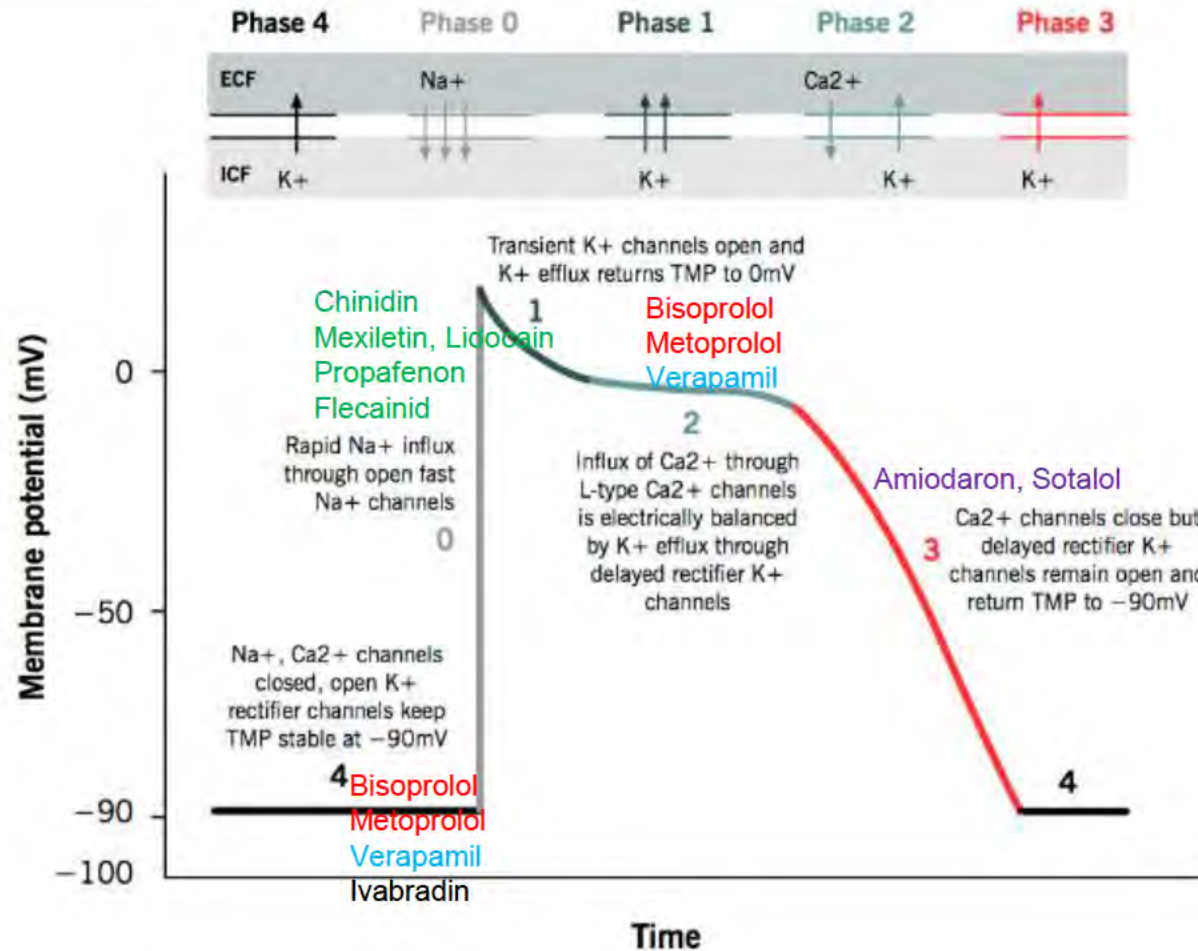 Phase 4
Phase 0
Phase 1
Phase 2
Phase 3
ECF
Na+
Ca2+
ICF
K+
K+
K+
K+
Transient K+ channels open and
K+ efflux returns TMP to 0mV
Chinidin
Mexiletin, Lidocain
Propafenon
Flecainid
1
Bisoprolol
Metoprolol
Verapamil
Rapid Na+ influx
through open fast
Na+ channels
0
2
Influx of Ca2+ through
L-type Ca2+ channels
is electrically balanced
by K+ efflux through
delayed rectifier K+
channels
Amiodaron, Sotalol
3
Ca2+ channels close but
delayed rectifier K+
channels remain open and
return TMP to −90mV
Na+, Ca2+ channels
closed, open K+
rectifier channels keep
TMP stable at −90mV
4
Bisoprolol
Metoprolol
Verapamil
Ivabradin
4
Membrane potential (mV)
0
−50
−90
−100
Time